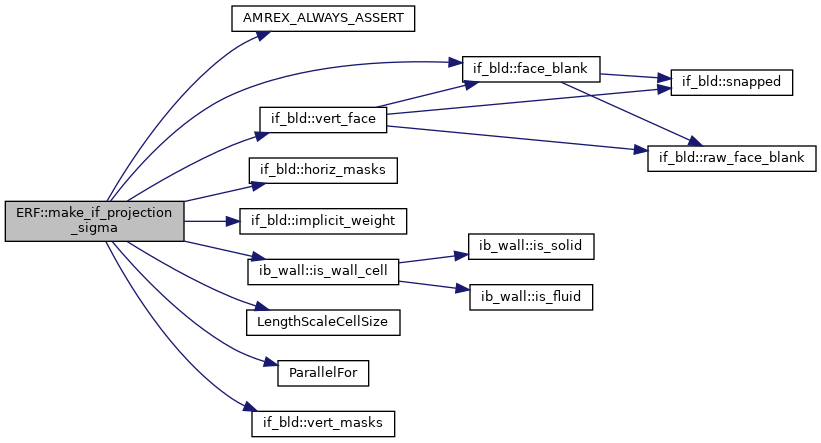 AMREX_ALWAYS_ASSERT
if_bld::face_blank
if_bld::snapped
if_bld::vert_face
if_bld::raw_face_blank
if_bld::horiz_masks
ERF::make_if_projection
_sigma
if_bld::implicit_weight
ib_wall::is_solid
ib_wall::is_wall_cell
ib_wall::is_fluid
LengthScaleCellSize
ParallelFor
if_bld::vert_masks